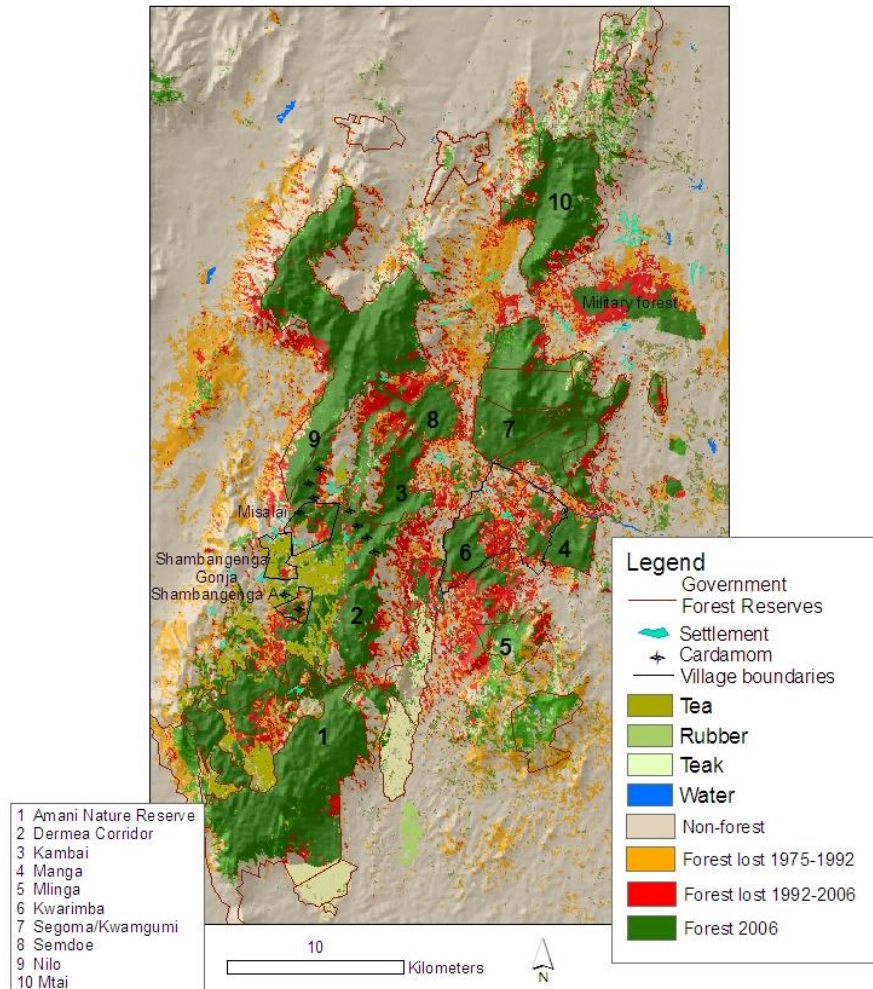 10
Military forest
8
7
9
3
Misalai
6
4
Shambangenga
Gonja
Shambangenga A
2
5
1
Legend
Government
Forest Reserves
Settlement
Cardamom
Village boundaries
Tea
Rubber
Teak
Water
Non-forest
Forest lost 1975-1992
Forest lost 1992-2006
Forest 2006
1 Amani Nature Reserve
2 Dermea Corridor
3 Kambai
4 Manga
5 Mlinga
6 Kwarimba
7 Segoma/Kwamgumi
8 Semdoe
9 Nilo
10 Mtai
10
Kilometers
N